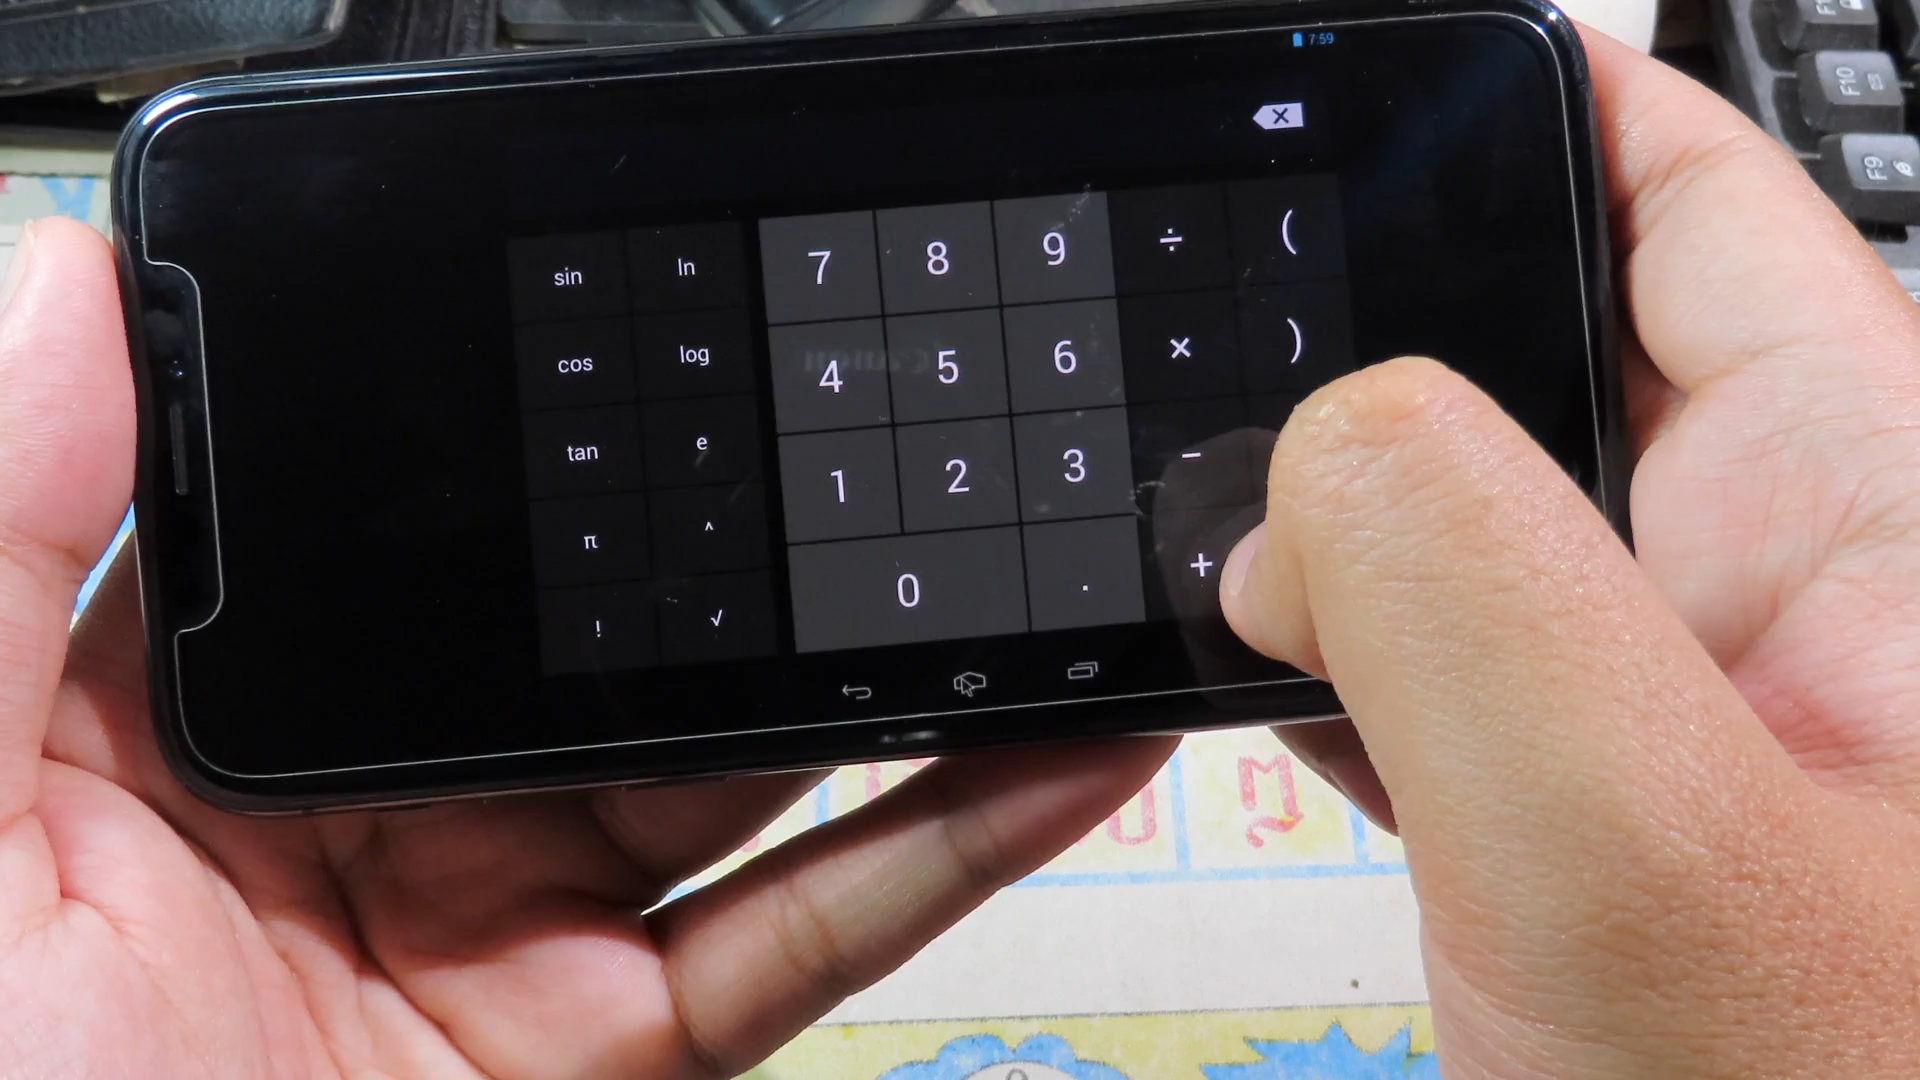 7:59
sin ln 7 8 9 ÷ (
cos log 4 5 6 × )
tan e 1 2 3 −
π ^ 0 . +
! √
F10
F9